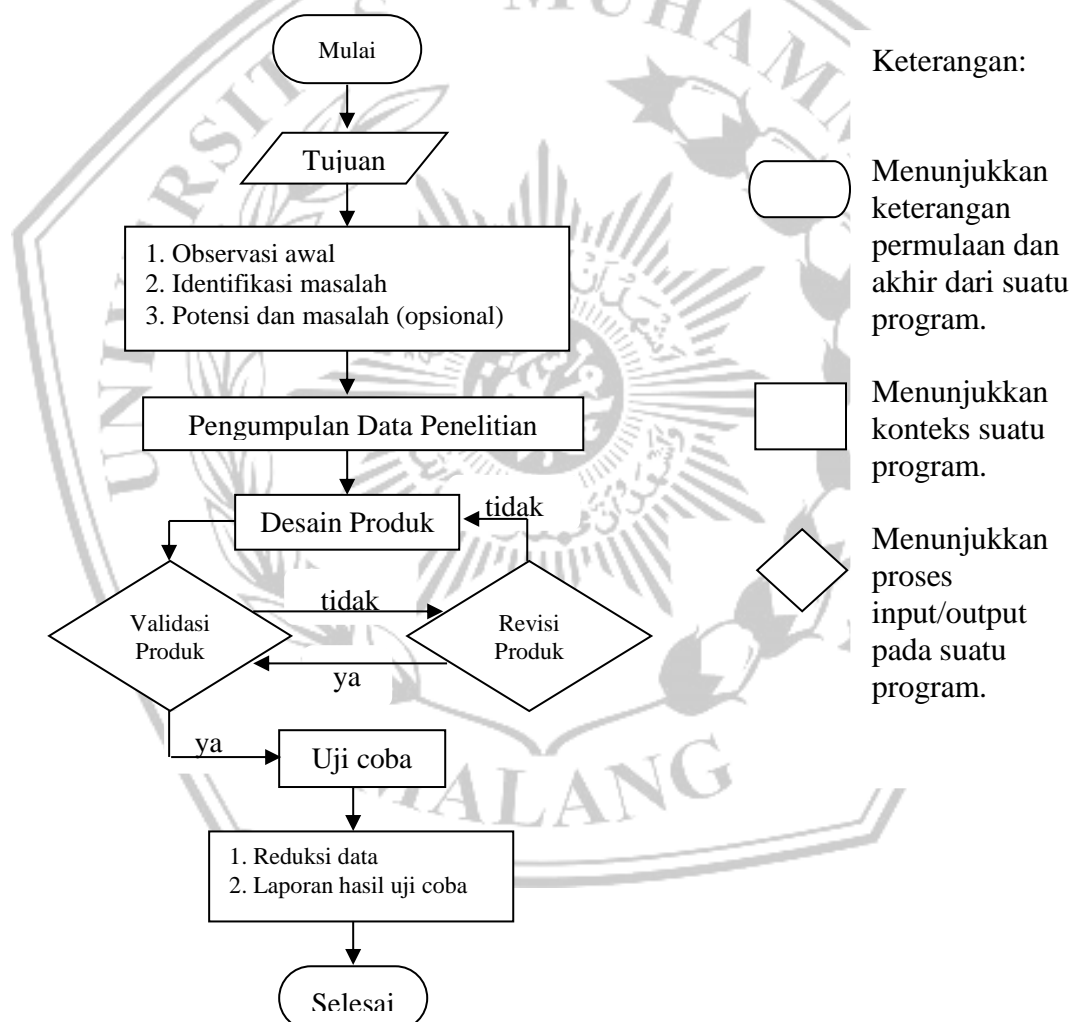 Mulai
Tujuan
1. Observasi awal
2. Identifikasi masalah
3. Potensi dan masalah (opsional)
Pengumpulan Data Penelitian
Desain Produk
tidak
Validasi
Produk
tidak
ya
Revisi
Produk
ya
Uji coba
1. Reduksi data
2. Laporan hasil uji coba
Selesai
Keterangan:
Menunjukkan
keterangan
permulaan dan
akhir dari suatu
program.
Menunjukkan
konteks suatu
program.
Menunjukkan
proses
input/output
pada suatu
program.
MUHAMM
MALANG